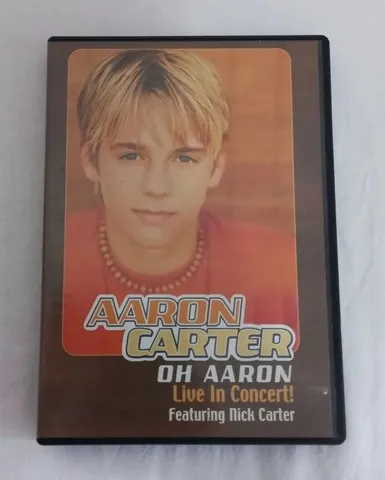 AARON
CARTER
OH AARON
Live In Concert!
Featuring Nick Carter